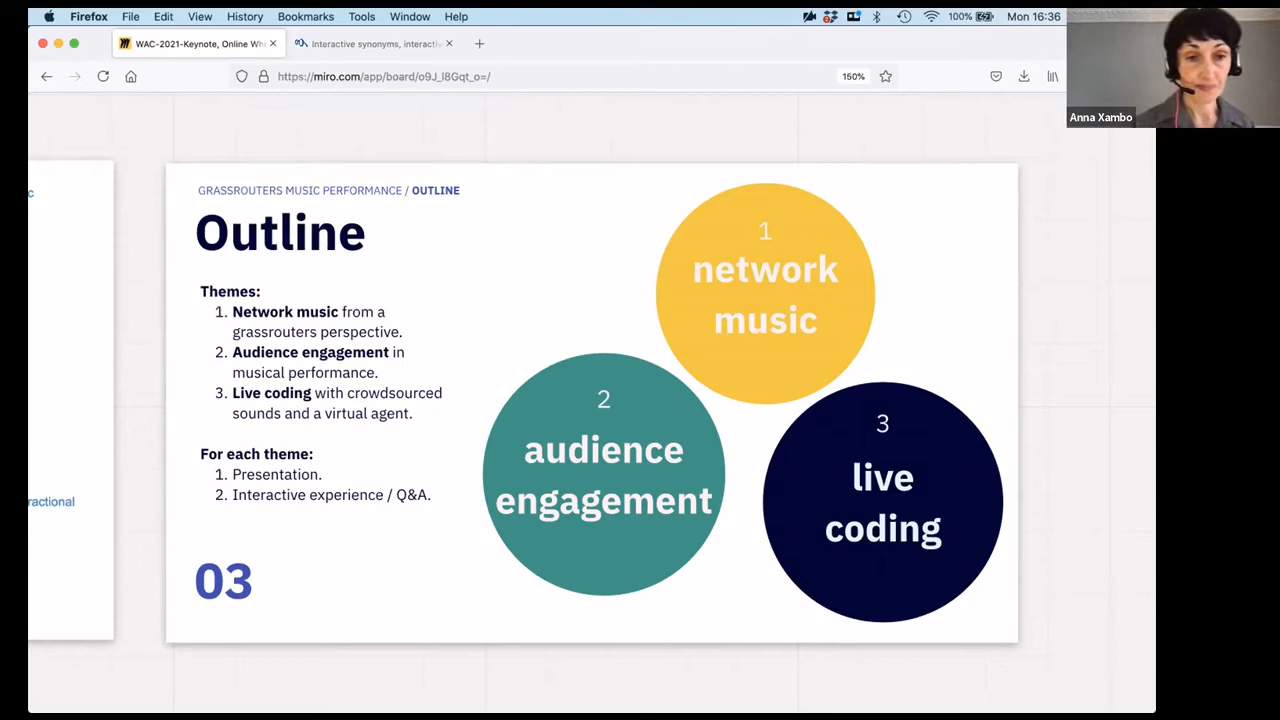 Firefox File Edit View History Bookmarks Tools Window Help
100% Mon 16:36
WAC-2021-Keynote, Online Whi
Interactive synonyms, interactiv
https://miro.com/app/board/o9J_l8Gqt_o=/
150%
Anna Xambo
c
ractional
GRASSROUTERS MUSIC PERFORMANCE / OUTLINE
Outline
Themes:
1. Network music from a
grassrouters perspective.
2. Audience engagement in
musical performance.
3. Live coding with crowdsourced
sounds and a virtual agent.
For each theme:
1. Presentation.
2. Interactive experience / Q&A.
03
1
network
music
2
audience
engagement
3
live
coding